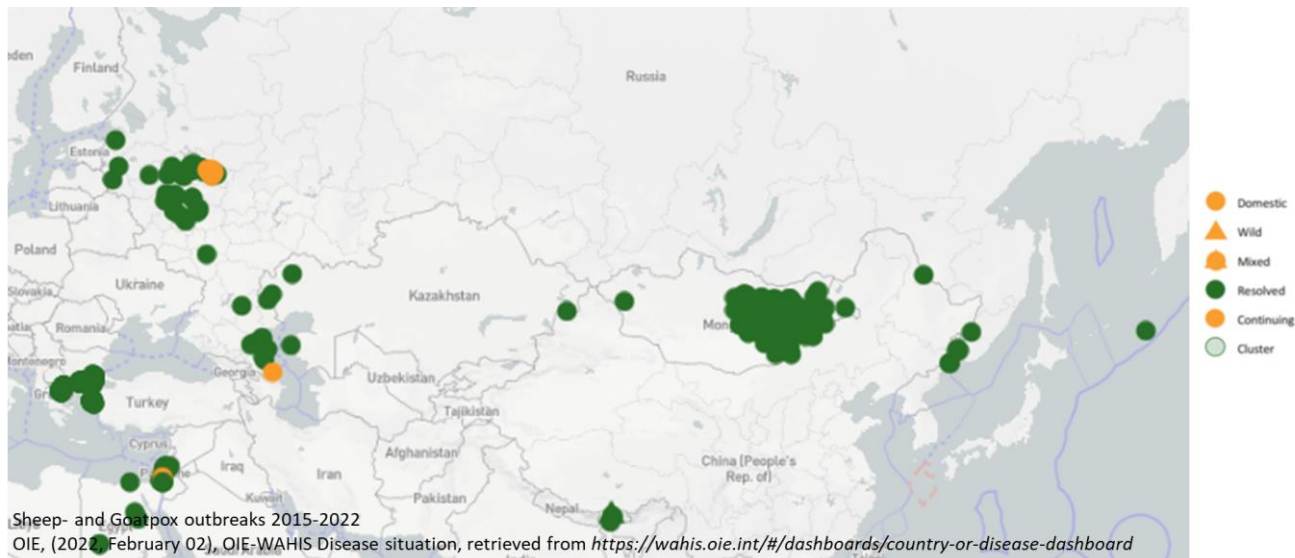 Russia
Finland
Estonia
Lithuania
Poland
Ukraine
Slovakia
Romania
Kazakhstan
Georgia
Uzbekistan
Turkey
Tajikistan
Cyprus
Afghanistan
Iraq
Iran
China (People's
Rep. of)
Kuwait
Pakistan
Nepal
Domestic
Wild
Mixed
Resolved
Continuing
Cluster
Sheep- and Goatpox outbreaks 2015-2022
OIE, (2022, February 02), OIE-WAHIS Disease situation, retrieved from https://wahis.oie.int/#/dashboards/country-or-disease-dashboard